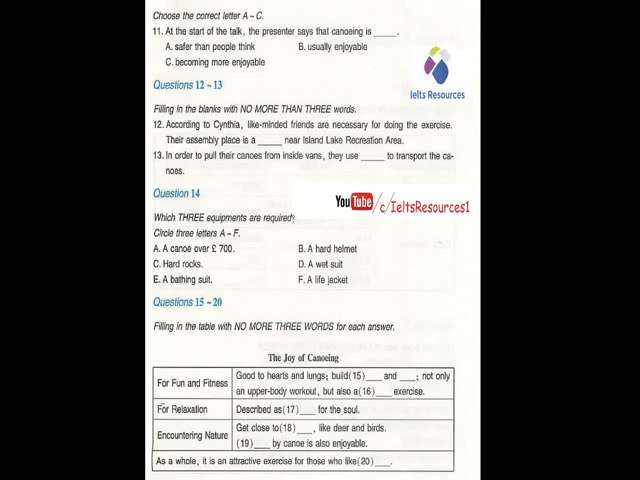 Choose the correct letter A ~ C.
11. At the start of the talk, the presenter says that canoeing is _____.
A. safer than people think B. usually enjoyable
C. becoming more enjoyable
Ielts Resources
Questions 12 ~ 13
Filling in the blanks with NO MORE THAN THREE words.
12. According to Cynthia, like-minded friends are necessary for doing the exercise.
Their assembly place is a _____ near Island Lake Recreation Area.
13. In order to pull their canoes from inside vans, they use _____ to transport the ca-
noes.
Question 14
YouTube/c/IeltsResources1
Which THREE equipments are required?
Circle three letters A ~ F.
A. A canoe over £ 700. B. A hard helmet
C. Hard rocks. D. A wet suit
E. A bathing suit. F. A life jacket
Questions 15 ~ 20
Filling in the table with NO MORE THREE WORDS for each answer.
The Joy of Canoeing
For Fun and Fitness
Good to hearts and lungs; build(15) ___ and ___; not only
an upper-body workout, but also a(16) ___ exercise.
For Relaxation
Described as(17) ___ for the soul.
Encountering Nature
Get close to(18) ___, like deer and birds.
(19) ___ by canoe is also enjoyable.
As a whole, it is an attractive exercise for those who like(20) ___.